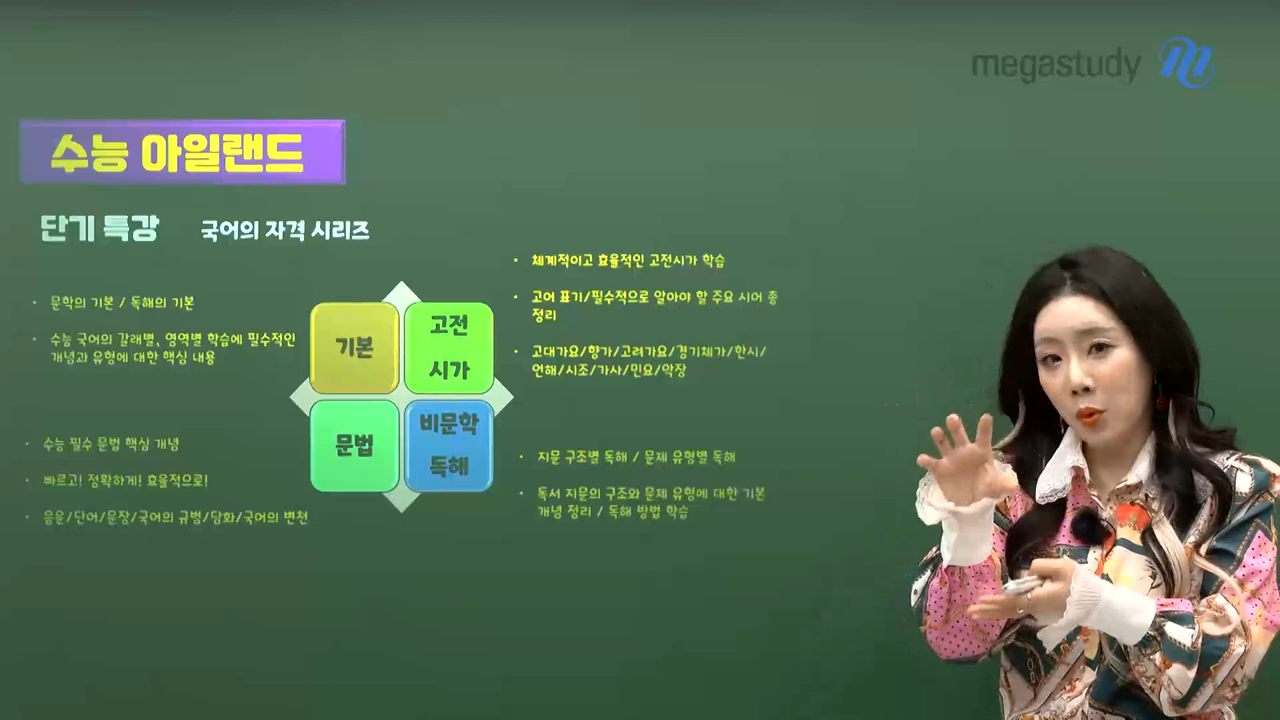 megastudy
수능 아일랜드
단기 특강 국어의 자격 시리즈
• 문학의 기본 / 독해의 기본
• 수능 국어의 갈래별, 영역별 학습에 필수적인
개념과 유형에 대한 핵심 내용
기본
고전
시가
• 체계적이고 효율적인 고전시가 학습
• 고어 표기/필수적으로 알아야 할 주요 시어 총
정리
• 고대가요/향가/고려가요/경기체가/한시/
언해/시조/가사/민요/악장
• 수능 필수 문법 핵심 개념
• 빠르고! 정확하게! 효율적으로!
• 음운/단어/문장/국어의 규범/담화/국어의 변천
문법
비문학
독해
• 지문 구조별 독해 / 문제 유형별 독해
• 독서 지문의 구조와 문제 유형에 대한 기본
개념 정리 / 독해 방법 학습